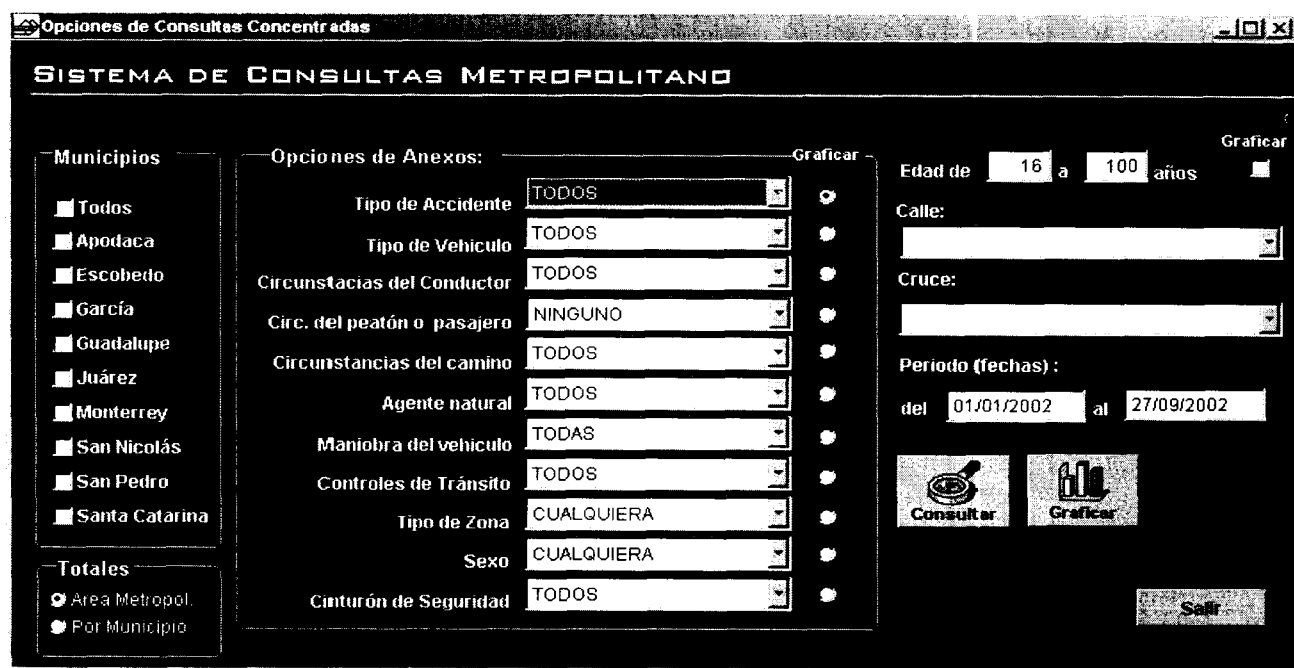 Opciones de Consultas Concentradas
SISTEMA DE CONSULTAS METROPOLITANO
Municipios
Todos
Apodaca
Escobedo
García
Guadalupe
Juárez
Monterrey
San Nicolás
San Pedro
Santa Catarina
Totales
Area Metropol.
Por Municipio
Opciones de Anexos:
Graficar
Tipo de Accidente TODOS
Tipo de Vehiculo TODOS
Circunstacias del Conductor TODOS
Circ. del peatón o pasajero NINGUNO
Circunstancias del camino TODOS
Agente natural TODOS
Maniobra del vehiculo TODAS
Controles de Tránsito TODOS
Tipo de Zona CUALQUIERA
Sexo CUALQUIERA
Cinturón de Seguridad TODOS
Graficar
Edad de 16 a 100 años
Calle:
Cruce:
Periodo (fechas) :
del 01/01/2002 al 27/09/2002
Consultar
Graficar
Salir